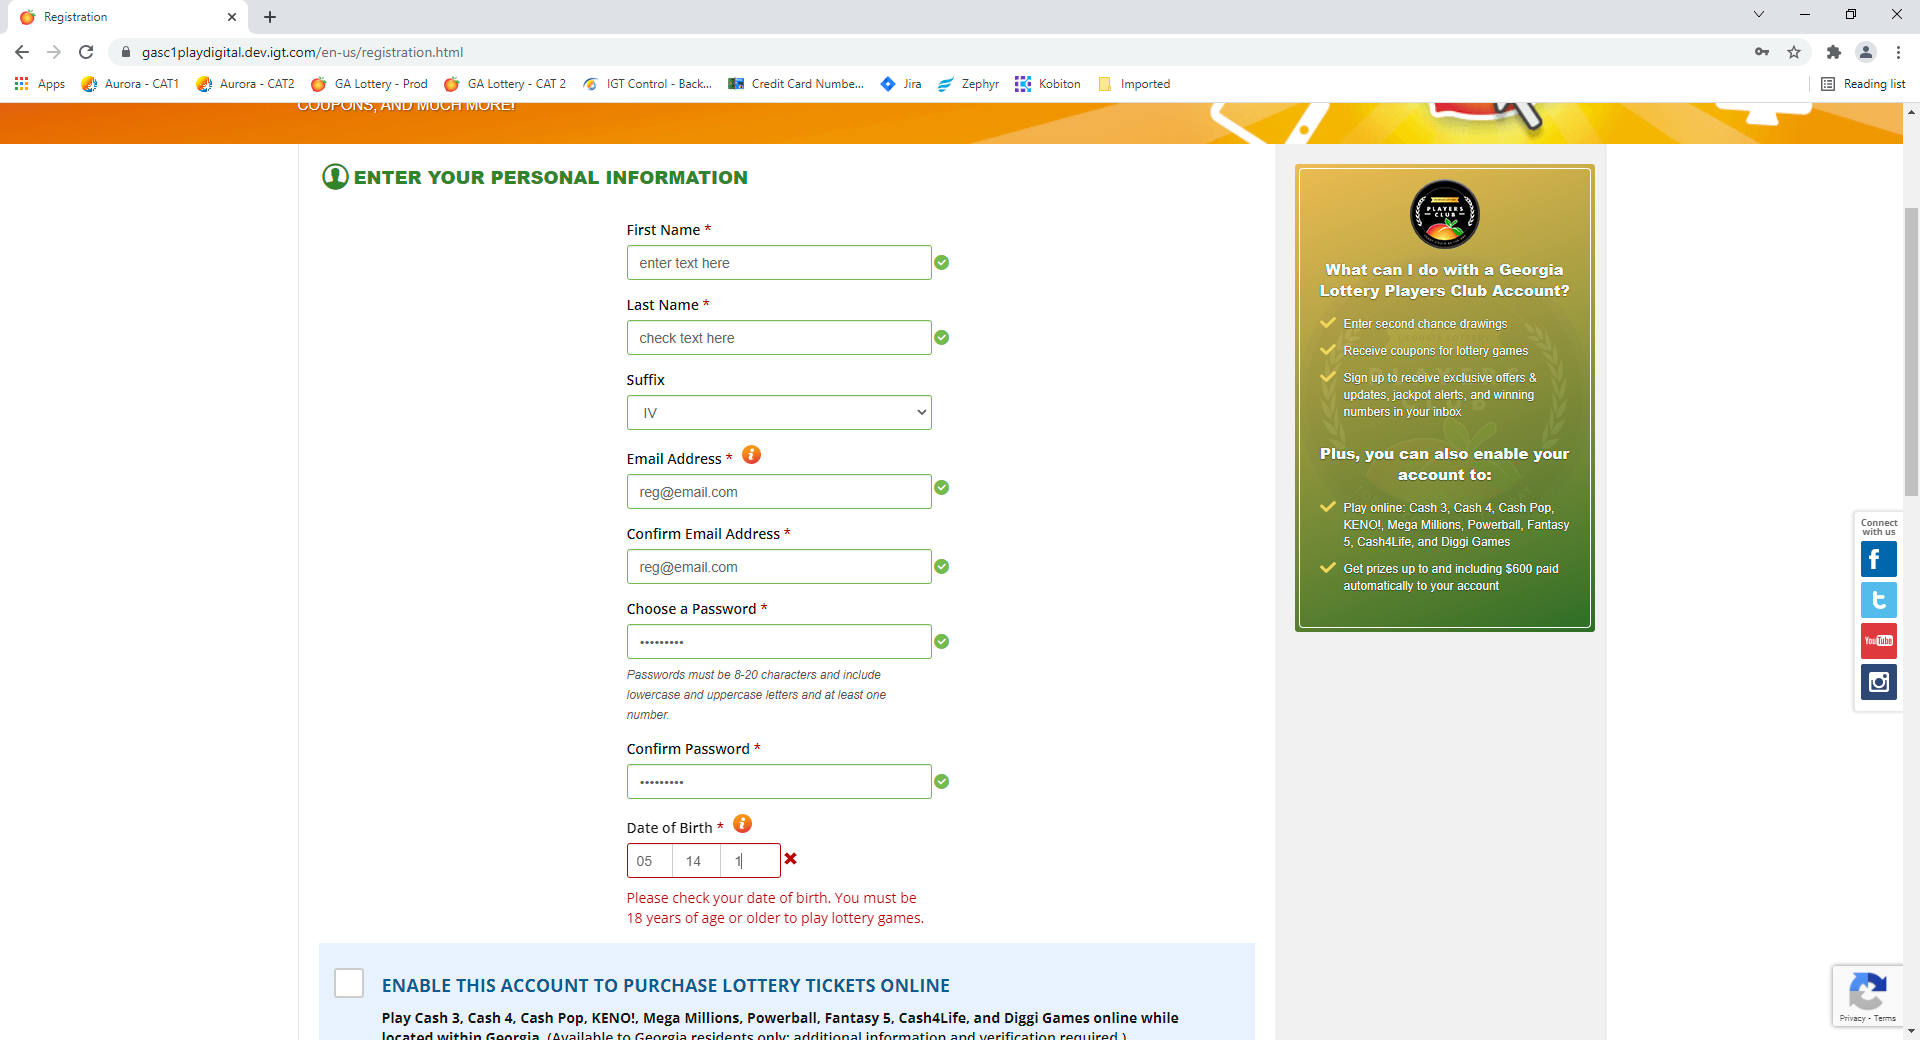 Registration
gasc1playdigital.dev.igt.com/en-us/registration.html
Apps Aurora - CAT1 Aurora - CAT2 GA Lottery - Prod GA Lottery - CAT 2 IGT Control - Back... Credit Card Numbe... Jira Zephyr Kobiton Imported Reading list
COUPONS, AND MUCH MORE!
ENTER YOUR PERSONAL INFORMATION
First Name *
enter text here
Last Name *
check text here
Suffix
IV
Email Address *
reg@email.com
Confirm Email Address *
reg@email.com
Choose a Password *
•••••••••
Passwords must be 8-20 characters and include
lowercase and uppercase letters and at least one
number.
Confirm Password *
•••••••••
Date of Birth *
05 14 1
Please check your date of birth. You must be
18 years of age or older to play lottery games.
ENABLE THIS ACCOUNT TO PURCHASE LOTTERY TICKETS ONLINE
Play Cash 3, Cash 4, Cash Pop, KENO!, Mega Millions, Powerball, Fantasy 5, Cash4Life, and Diggi Games online while
located within Georgia. (Available to Georgia residents only; additional information and verification required.)
PLAYERS
CLUB
What can I do with a Georgia
Lottery Players Club Account?
Enter second chance drawings
Receive coupons for lottery games
Sign up to receive exclusive offers &
updates, jackpot alerts, and winning
numbers in your inbox
Plus, you can also enable your
account to:
Play online: Cash 3, Cash 4, Cash Pop,
KENO!, Mega Millions, Powerball, Fantasy
5, Cash4Life, and Diggi Games
Get prizes up to and including $600 paid
automatically to your account
Connect
with us
YouTube
Privacy - Terms